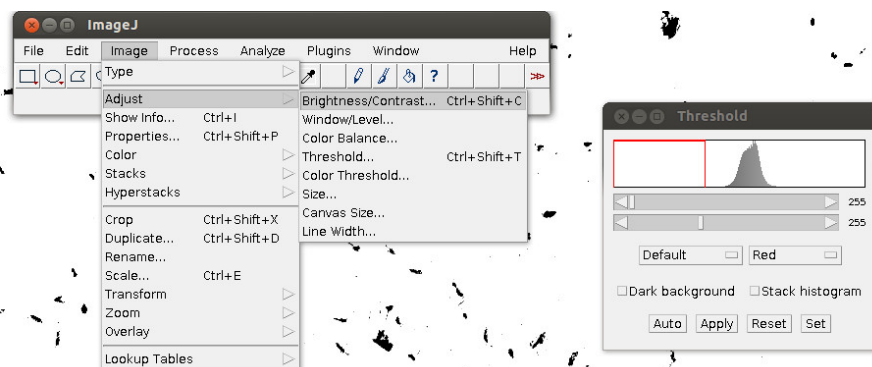 ImageJ
File Edit Image Process Analyze Plugins Window Help
?
>>
Type
Adjust
Show Info... Ctrl+I
Properties... Ctrl+Shift+P
Color
Stacks
Hyperstacks
Crop Ctrl+Shift+X
Duplicate... Ctrl+Shift+D
Rename...
Scale... Ctrl+E
Transform
Zoom
Overlay
Lookup Tables
Brightness/Contrast... Ctrl+Shift+C
Window/Level...
Color Balance...
Threshold... Ctrl+Shift+T
Color Threshold...
Size...
Canvas Size...
Line Width...
Threshold
255
255
Default Red
Dark background Stack histogram
Auto Apply Reset Set